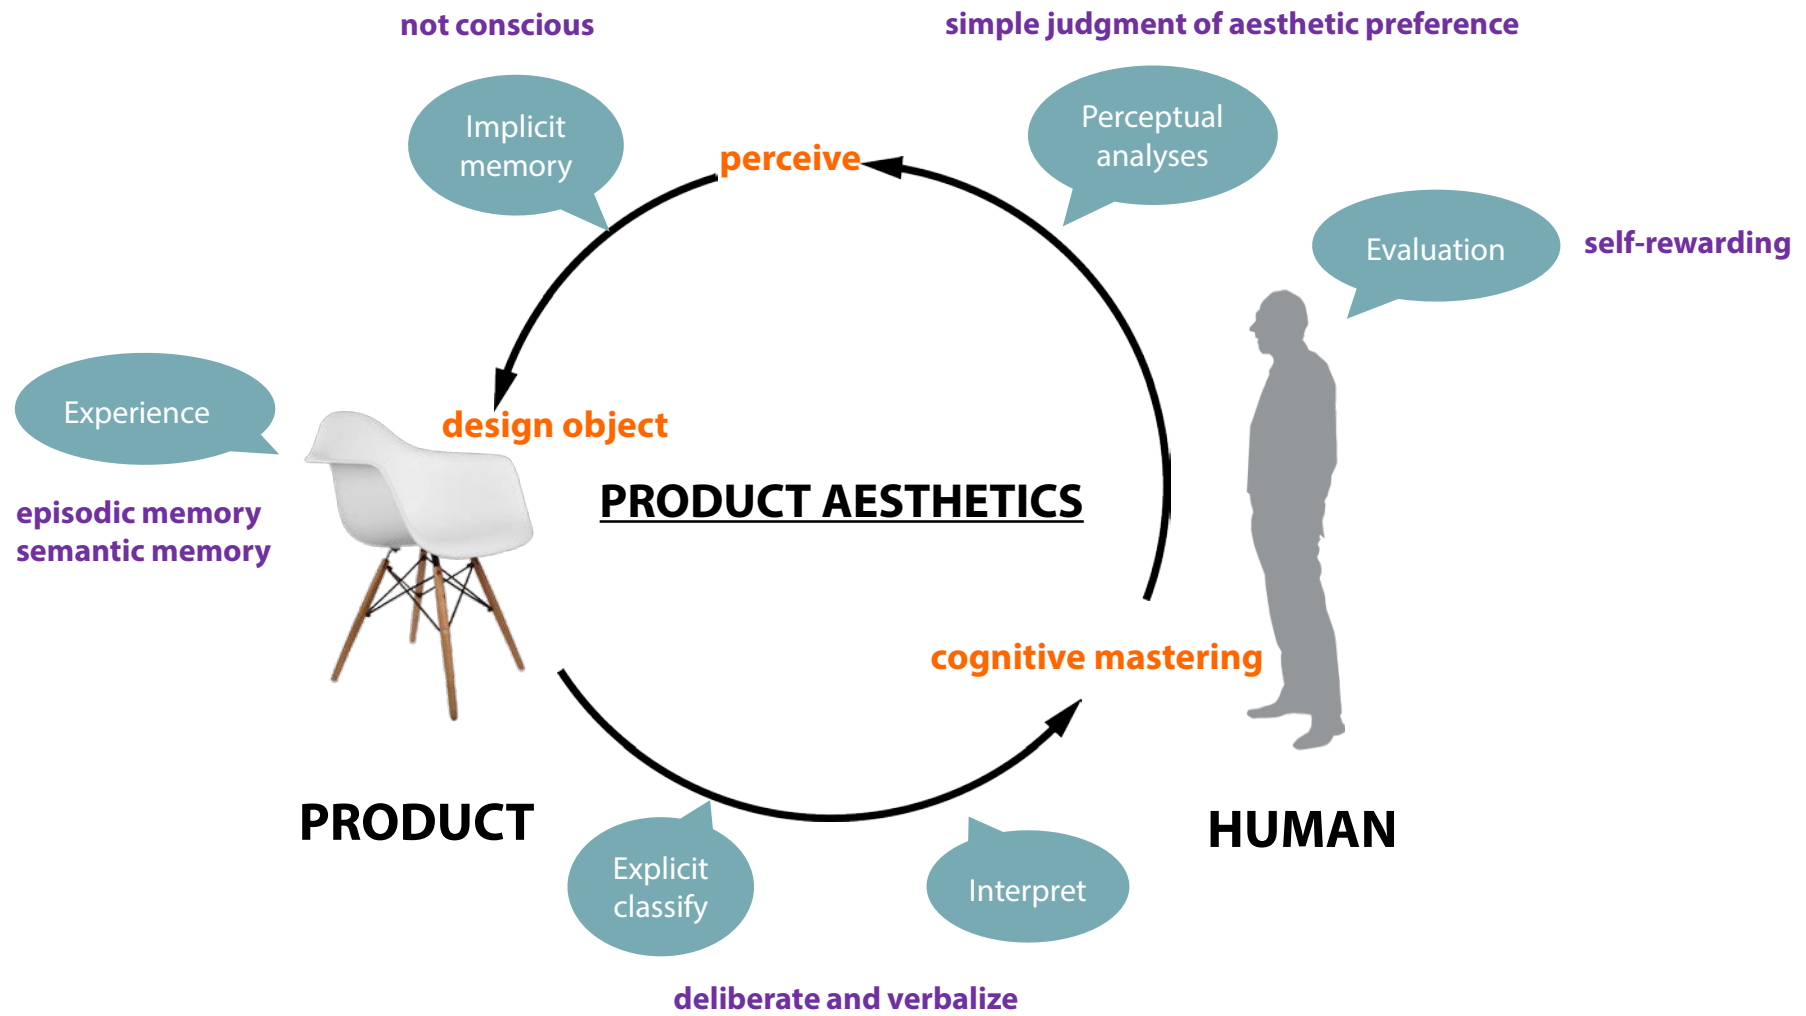 not conscious
simple judgment of aesthetic preference
Implicit
memory
perceive
Perceptual
analyses
Evaluation
self-rewarding
Experience
design object
episodic memory
semantic memory
PRODUCT AESTHETICS
cognitive mastering
PRODUCT
HUMAN
Explicit
classify
Interpret
deliberate and verbalize